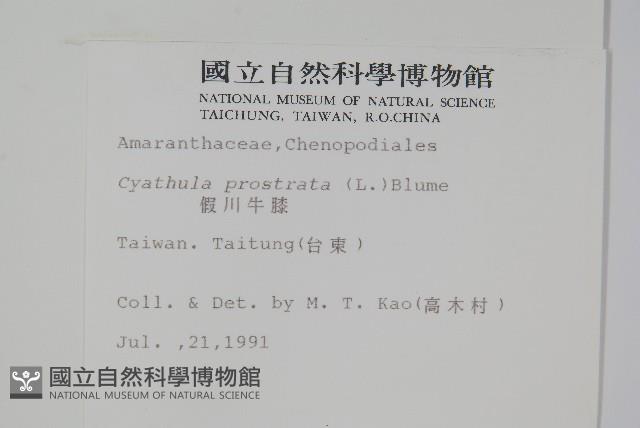 國立自然科學博物館
NATIONAL MUSEUM OF NATURAL SCIENCE
TAICHUNG, TAIWAN, R.O.CHINA
Amaranthaceae,Chenopodiales
Cyathula prostrata (L.)Blume
假川牛膝
Taiwan. Taitung(台東)
Coll. & Det. by M. T. Kao(高木村)
Jul. ,21,1991
國立自然科學博物館
NATIONAL MUSEUM OF NATURAL SCIENCE